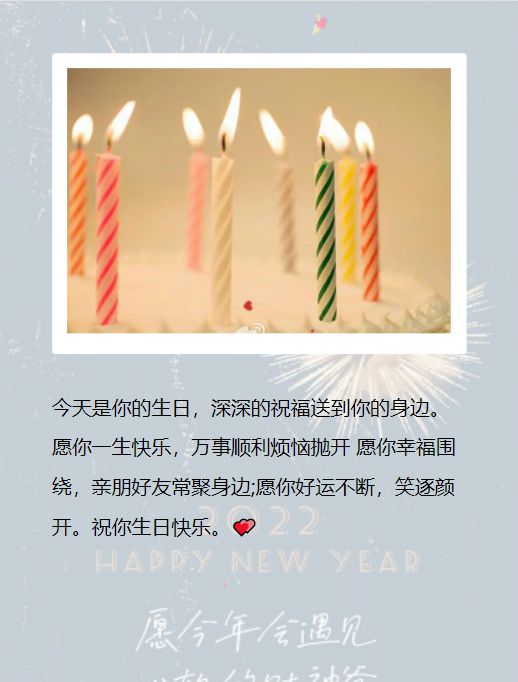 今天是你的生日，深深的祝福送到你的身边。
愿你一生快乐，万事顺利烦恼抛开 愿你幸福围
绕，亲朋好友常聚身边;愿你好运不断，笑逐颜
开。祝你生日快乐。💕
2022
HAPPY NEW YEAR
愿今年会遇见